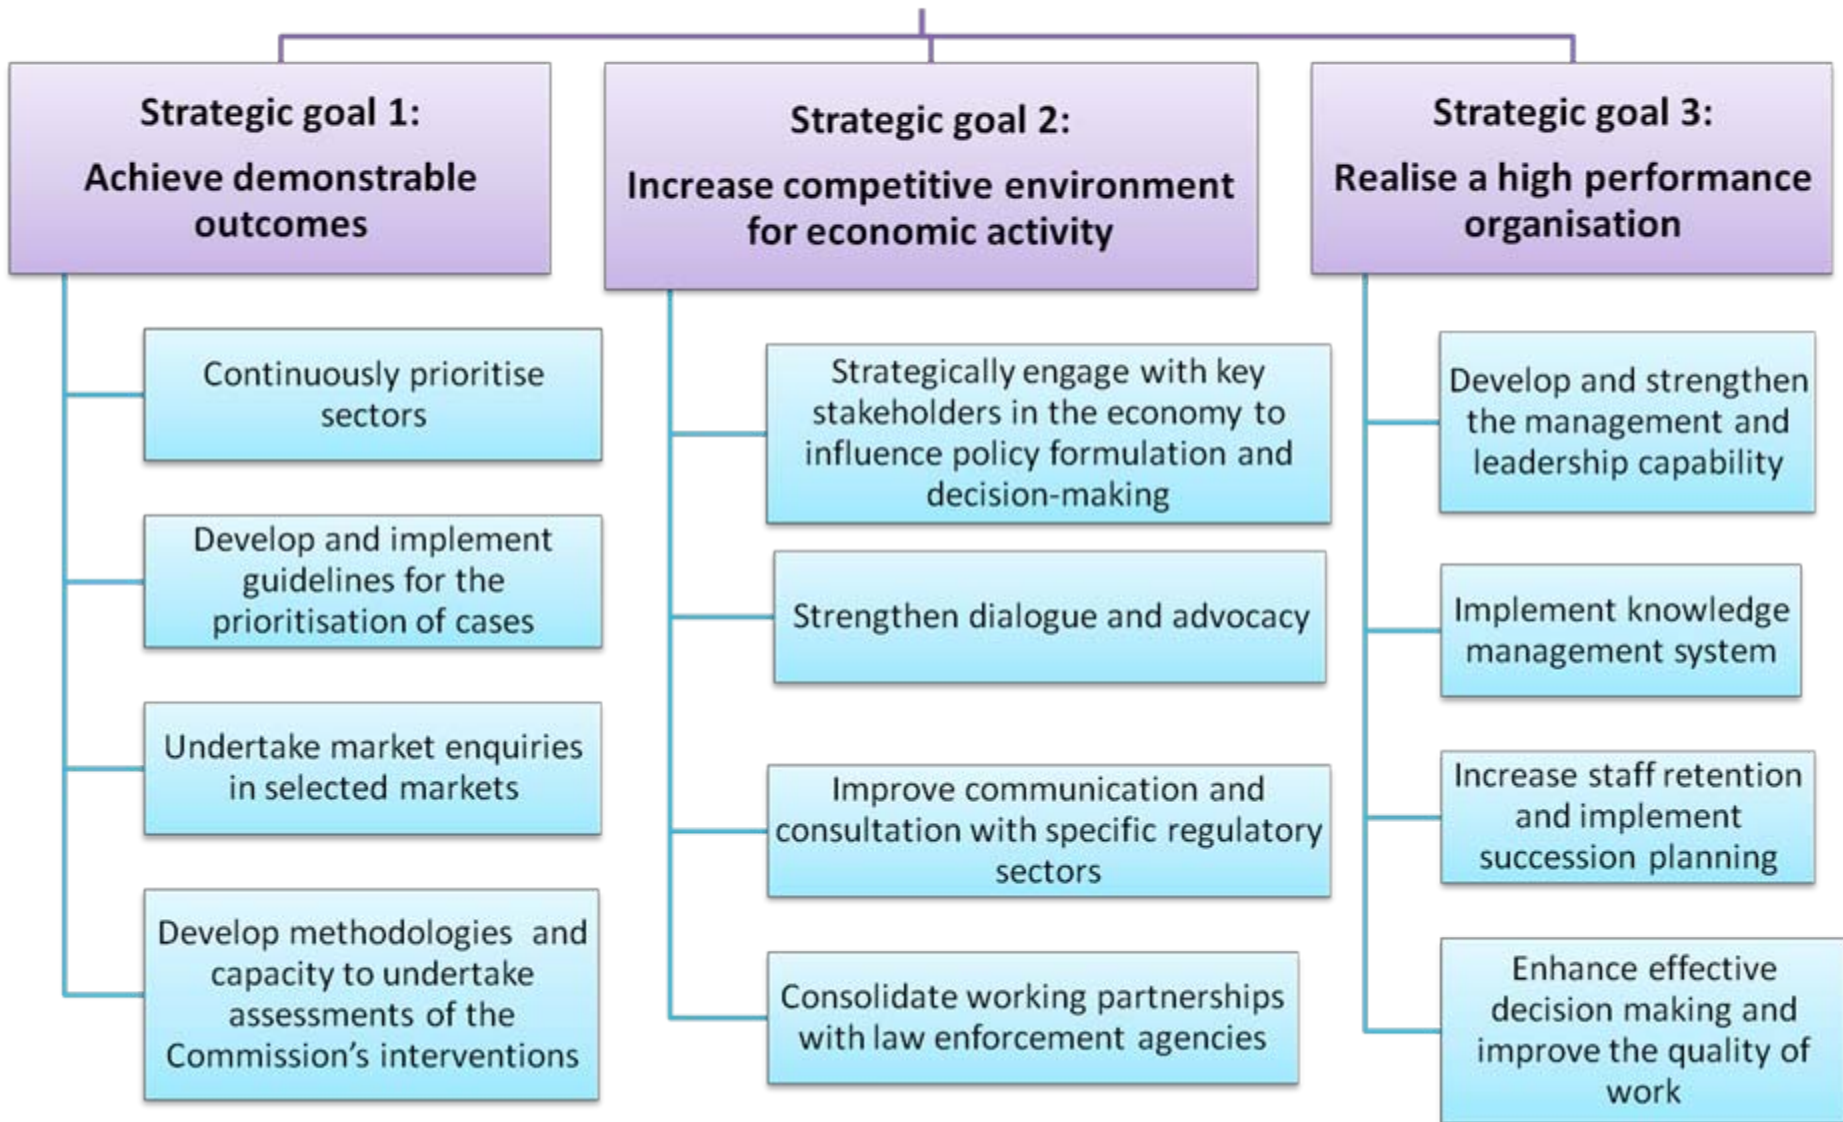 Strategic goal 1:
Achieve demonstrable
outcomes
Continuously prioritise
sectors
Develop and implement
guidelines for the
prioritisation of cases
Undertake market enquiries
in selected markets
Develop methodologies and
capacity to undertake
assessments of the
Commission’s interventions
Strategic goal 2:
Increase competitive environment
for economic activity
Strategically engage with key
stakeholders in the economy to
influence policy formulation and
decision-making
Strengthen dialogue and advocacy
Improve communication and
consultation with specific regulatory
sectors
Consolidate working partnerships
with law enforcement agencies
Strategic goal 3:
Realise a high performance
organisation
Develop and strengthen
the management and
leadership capability
Implement knowledge
management system
Increase staff retention
and implement
succession planning
Enhance effective
decision making and
improve the quality of
work